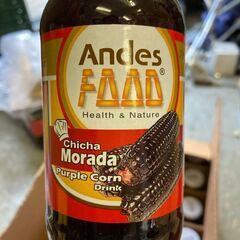 Andes
FOOD®
Health & Nature
Chicha
Morada
Purple Corn
Drink